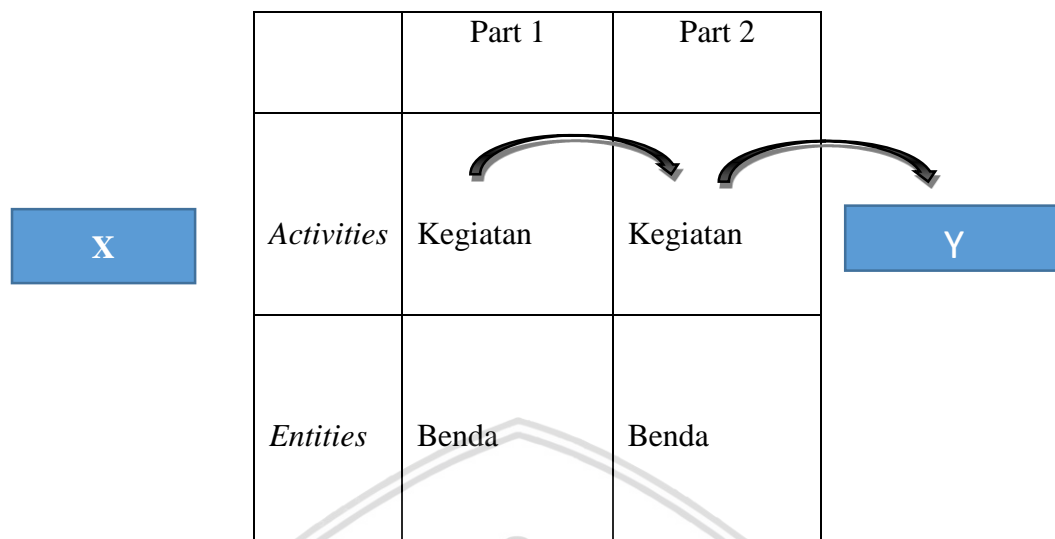 Part 1 Part 2
X Activities Kegiatan Kegiatan Y
Entities Benda Benda